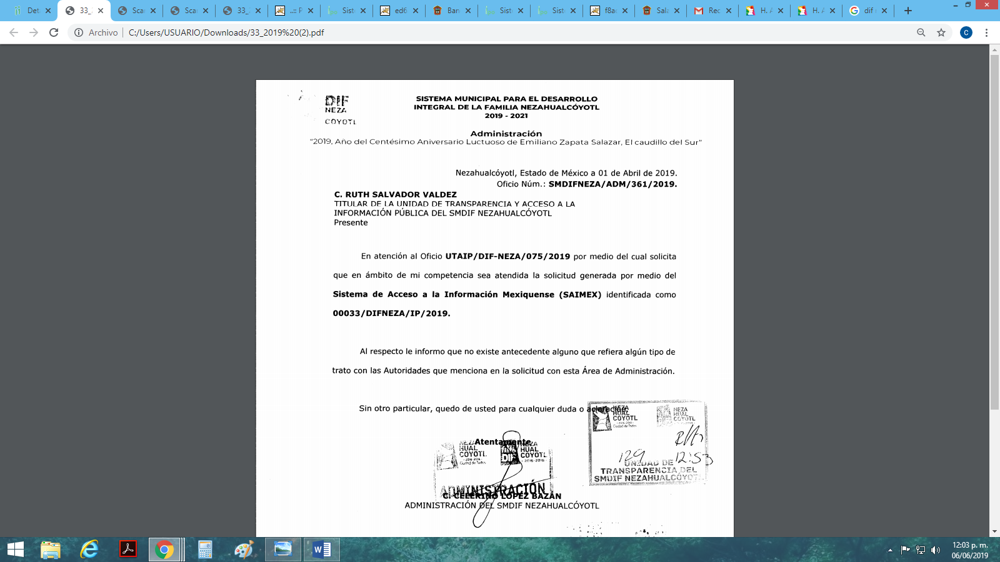 Det
33_
Sca
Sca
33_
..:: P
Sist
ed6
Ban
Sist
Sist
f8a
Sala
Rec
H. A
H. A
dif
Archivo | C:/Users/USUARIO/Downloads/33_2019%20(2).pdf
C
DIF
NEZA
COYOTL
SISTEMA MUNICIPAL PARA EL DESARROLLO
INTEGRAL DE LA FAMILIA NEZAHUALCÓYOTL
2019 - 2021
Administración
“2019, Año del Centésimo Aniversario Luctuoso de Emiliano Zapata Salazar, El caudillo del Sur”
Nezahualcóyotl, Estado de México a 01 de Abril de 2019.
Oficio Núm.: SMDIFNEZA/ADM/361/2019.
C. RUTH SALVADOR VALDEZ
TITULAR DE LA UNIDAD DE TRANSPARENCIA Y ACCESO A LA
INFORMACIÓN PÚBLICA DEL SMDIF NEZAHUALCÓYOTL
Presente
En atención al Oficio UTAIP/DIF-NEZA/075/2019 por medio del cual solicita
que en ámbito de mi competencia sea atendida la solicitud generada por medio del
Sistema de Acceso a la Información Mexiquense (SAIMEX) identificada como
00033/DIFNEZA/IP/2019.
Al respecto le informo que no existe antecedente alguno que refiera algún tipo de
trato con las Autoridades que menciona en la solicitud con esta Área de Administración.
Sin otro particular, quedo de usted para cualquier duda o aclaración.
NEZA
HUAL
COYOTL
Ciudad de Todos
NEZA
HUAL
COYOTL
129
12:53
UNIDAD DE
TRANSPARENCIA DEL
SMDIF NEZAHUALCOYOTL
Atentamente
NEZA
HUAL
COYOTL
Ciudad de Todos
NEZA
HUAL
COYOTL
DIF
ADMINISTRACIÓN
C. CELERINO LOPEZ BAZÁN
ADMINISTRACIÓN DEL SMDIF NEZAHUALCÓYOTL
12:03 p. m.
06/06/2019